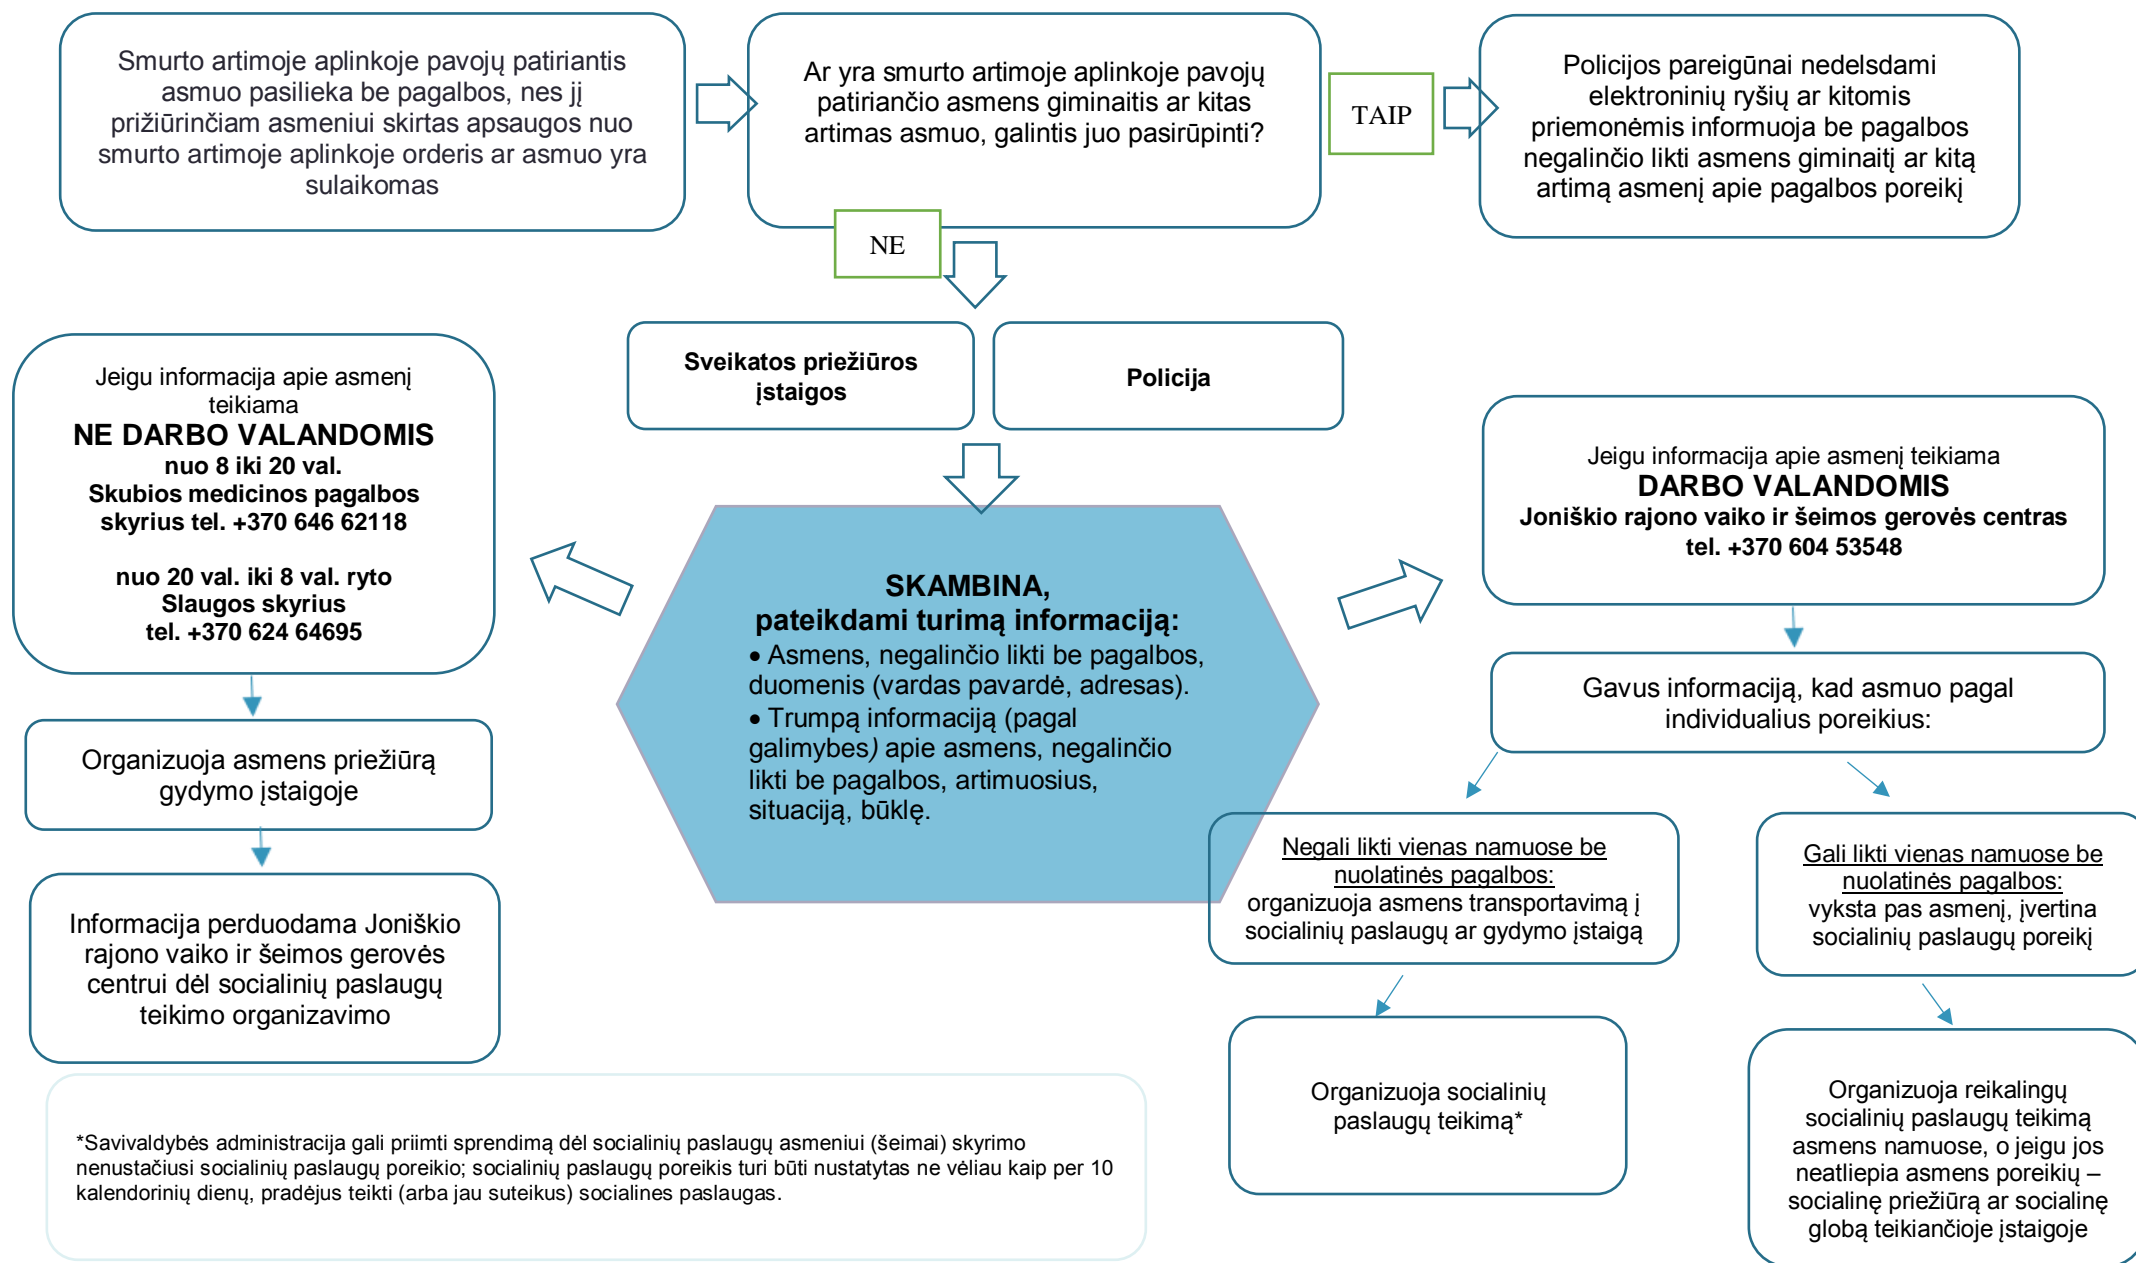 Smurto artimoje aplinkoje pavojų patiriantis
asmuo pasilieka be pagalbos, nes jį
prižiūrinčiam asmeniui skirtas apsaugos nuo
smurto artimoje aplinkoje orderis ar asmuo yra
sulaikomas
Ar yra smurto artimoje aplinkoje pavojų
patiriančio asmens giminaitis ar kitas
artimas asmuo, galintis juo pasirūpinti?
TAIP
Policijos pareigūnai nedelsdami
elektroninių ryšių ar kitomis
priemonėmis informuoja be pagalbos
negalinčio likti asmens giminaitį ar kitą
artimą asmenį apie pagalbos poreikį
NE
Sveikatos priežiūros
įstaigos
Policija
Jeigu informacija apie asmenį
teikiama
NE DARBO VALANDOMIS
nuo 8 iki 20 val.
Skubios medicinos pagalbos
skyrius tel. +370 646 62118
nuo 20 val. iki 8 val. ryto
Slaugos skyrius
tel. +370 624 64695
Organizuoja asmens priežiūrą
gydymo įstaigoje
Informacija perduodama Joniškio
rajono vaiko ir šeimos gerovės
centrui dėl socialinių paslaugų
teikimo organizavimo
SKAMBINA,
pateikdami turimą informaciją:
• Asmens, negalinčio likti be pagalbos,
duomenis (vardas pavardė, adresas).
• Trumpą informaciją (pagal
galimybes) apie asmens, negalinčio
likti be pagalbos, artimuosius,
situaciją, būklę.
Jeigu informacija apie asmenį teikiama
DARBO VALANDOMIS
Joniškio rajono vaiko ir šeimos gerovės centras
tel. +370 604 53548
Gavus informaciją, kad asmuo pagal
individualius poreikius:
Negali likti vienas namuose be
nuolatinės pagalbos:
organizuoja asmens transportavimą į
socialinių paslaugų ar gydymo įstaigą
Gali likti vienas namuose be
nuolatinės pagalbos:
vyksta pas asmenį, įvertina
socialinių paslaugų poreikį
Organizuoja socialinių
paslaugų teikimą*
Organizuoja reikalingų
socialinių paslaugų teikimą
asmens namuose, o jeigu jos
neatliepia asmens poreikių –
socialinę priežiūrą ar socialinę
globą teikiančioje įstaigoje
*Savivaldybės administracija gali priimti sprendimą dėl socialinių paslaugų asmeniui (šeimai) skyrimo
nenustačiusi socialinių paslaugų poreikio; socialinių paslaugų poreikis turi būti nustatytas ne vėliau kaip per 10
kalendorinių dienų, pradėjus teikti (arba jau suteikus) socialines paslaugas.